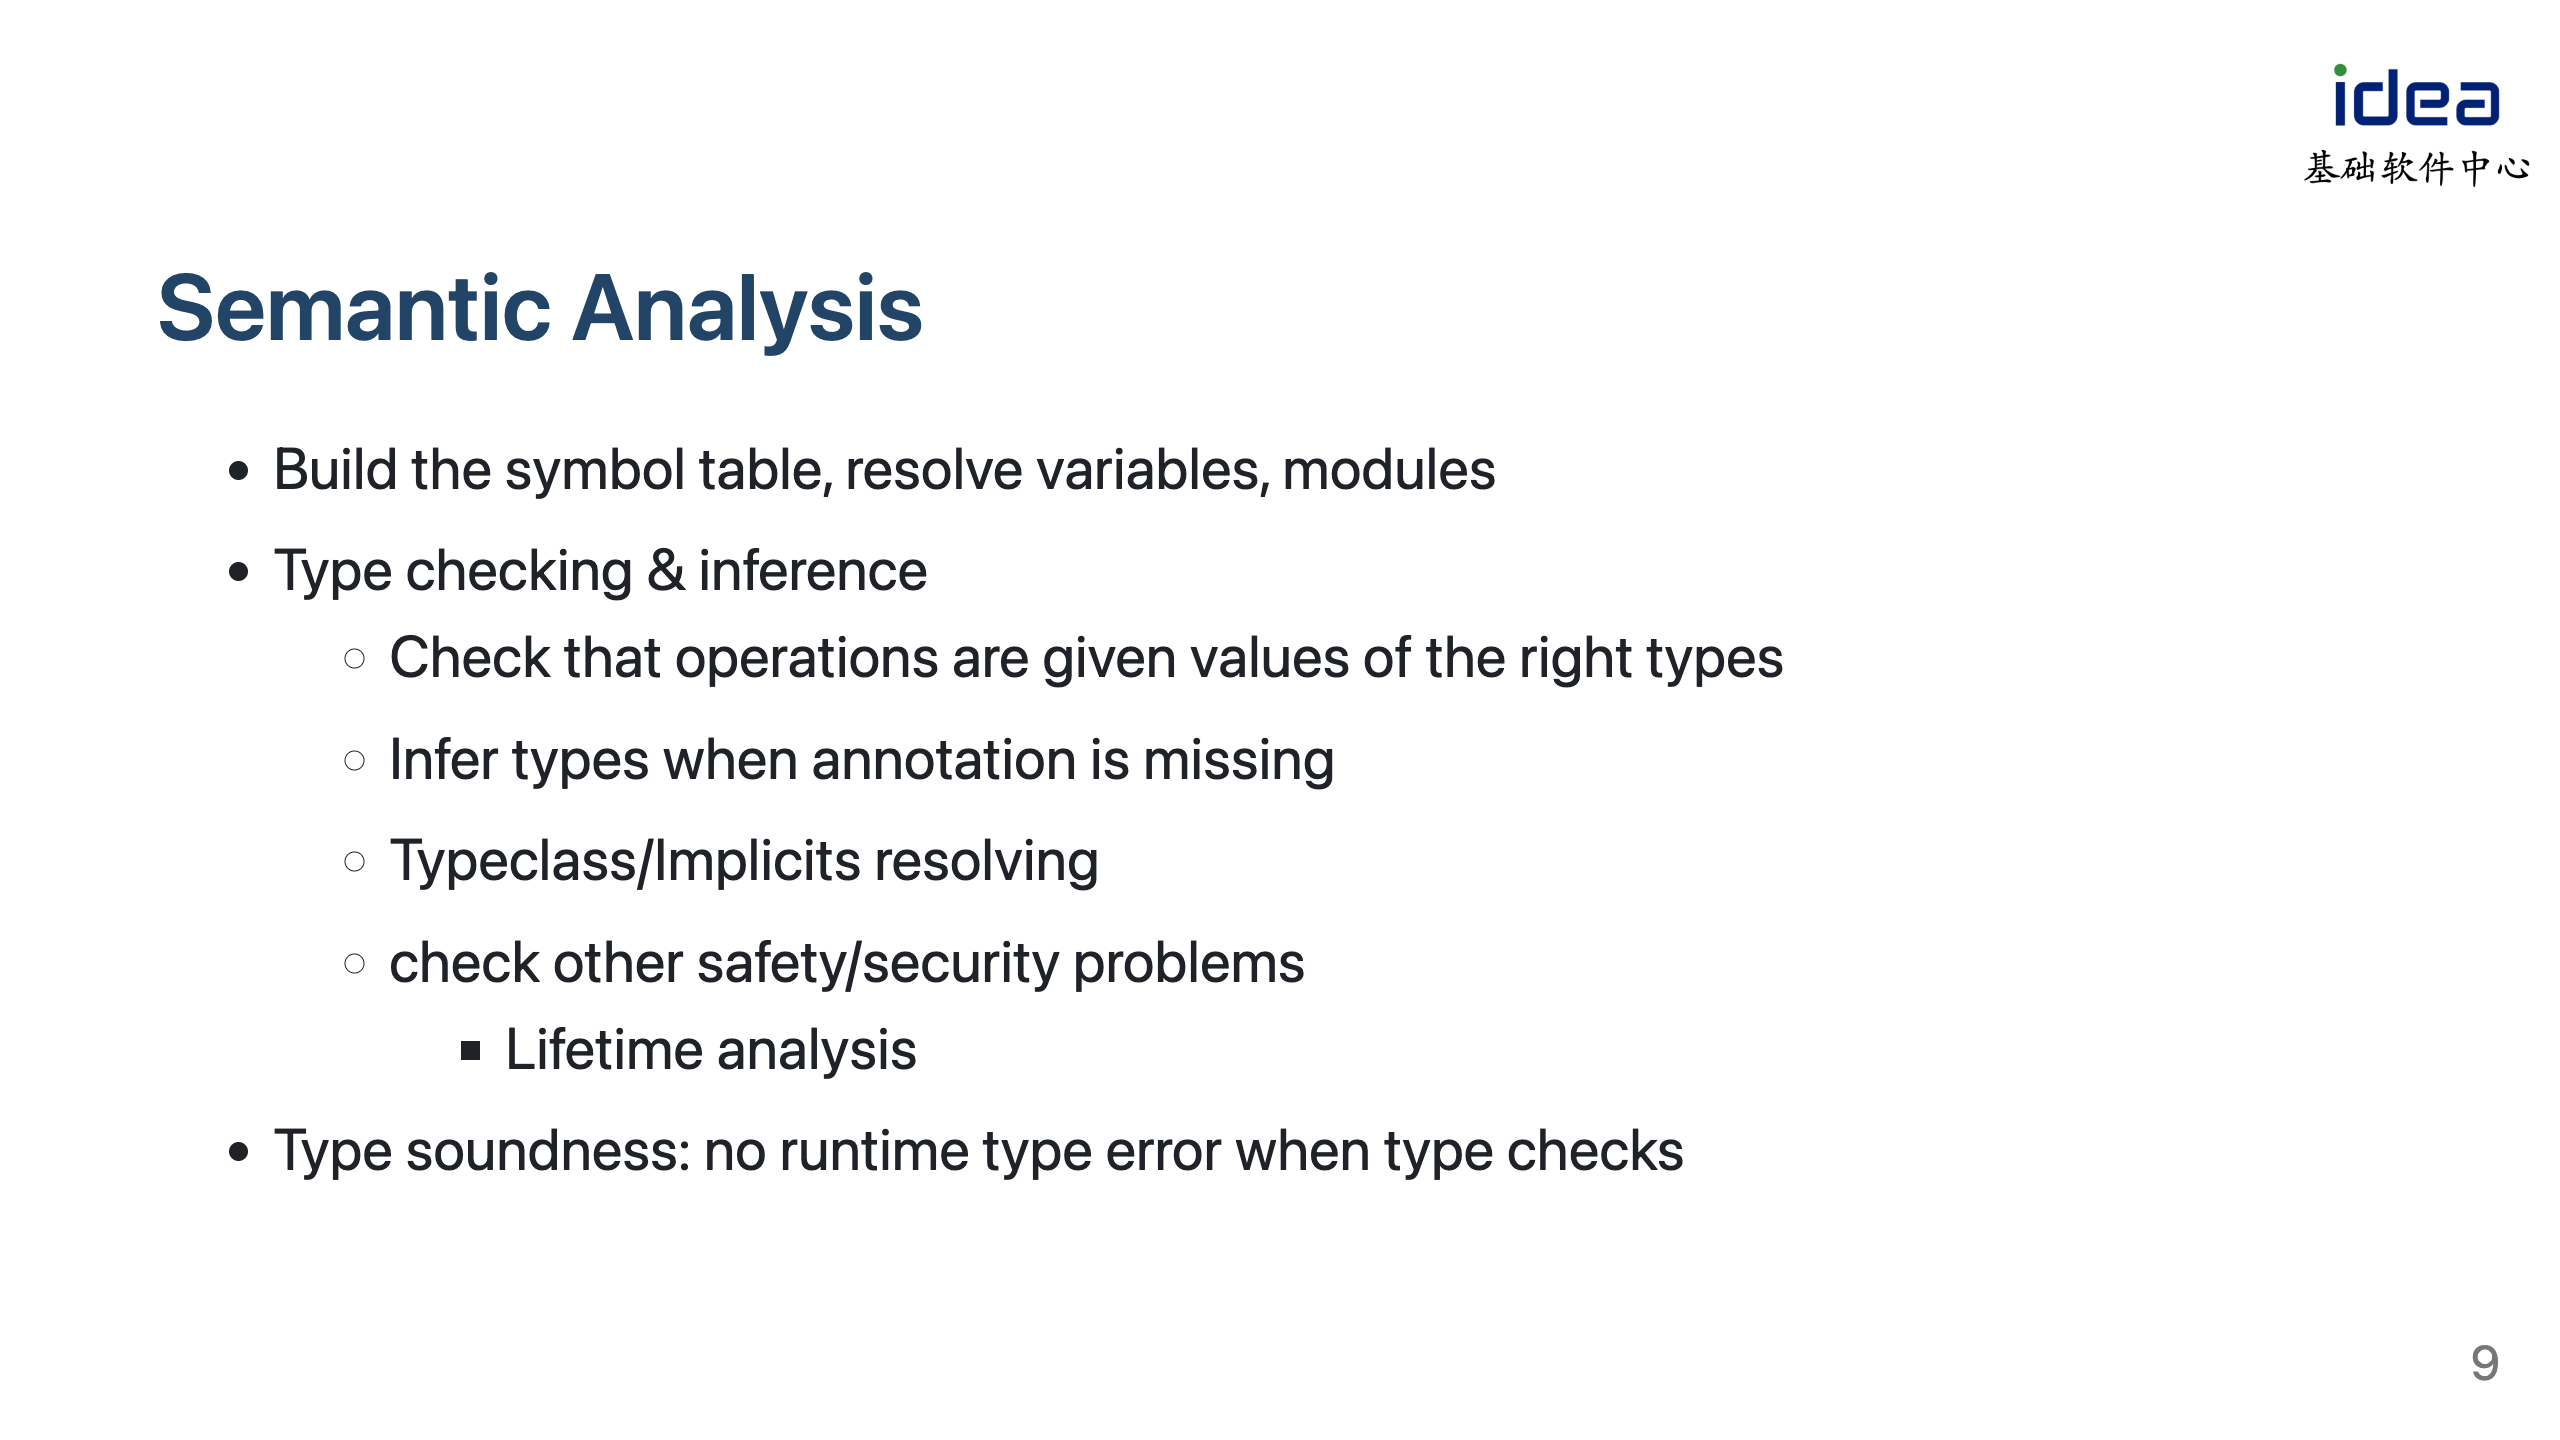 idea
基础软件中心
Semantic Analysis
Build the symbol table, resolve variables, modules
Type checking & inference
Check that operations are given values of the right types
Infer types when annotation is missing
Typeclass/Implicits resolving
check other safety/security problems
Lifetime analysis
Type soundness: no runtime type error when type checks
9